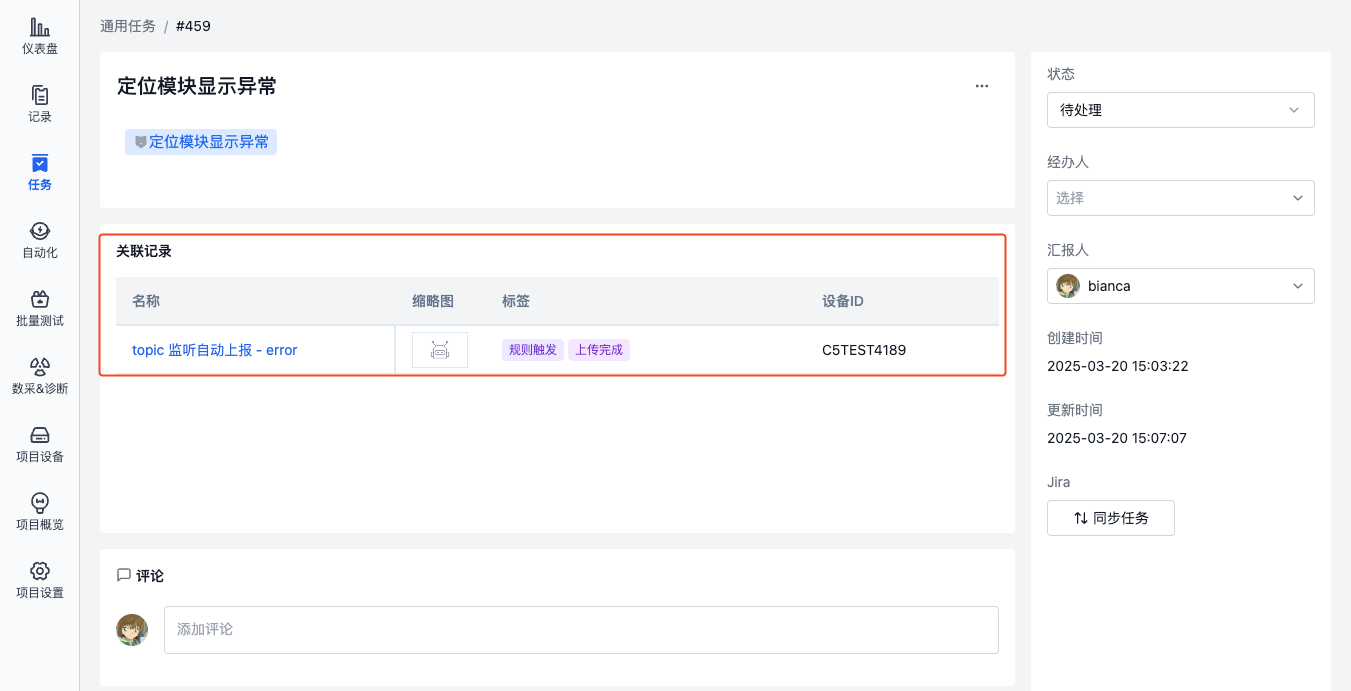 仪表盘
记录
任务
自动化
批量测试
数采&诊断
项目设备
项目概览
项目设置
通用任务 / #459
定位模块显示异常
定位模块显示异常
关联记录
名称 缩略图 标签 设备ID
topic 监听自动上报 - error 规则触发 上传完成 C5TEST4189
评论
添加评论
状态
待处理
经办人
选择
汇报人
bianca
创建时间
2025-03-20 15:03:22
更新时间
2025-03-20 15:07:07
Jira
同步任务